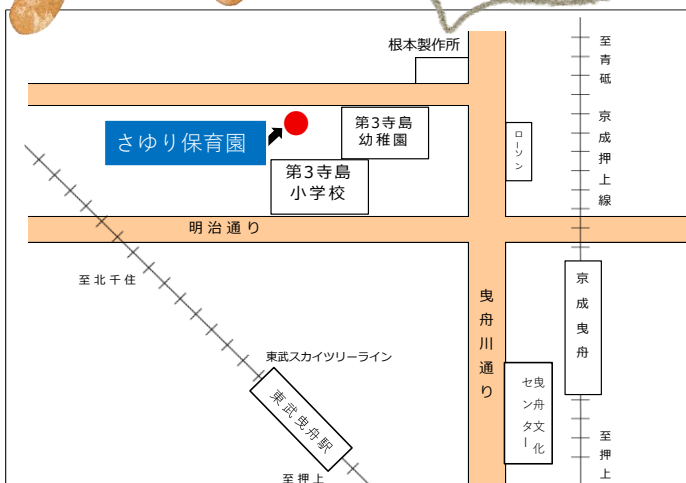 根本製作所
至青砥
京成押上線
さゆり保育園
第3寺島
幼稚園
第3寺島
小学校
ローソン
明治通り
至北千住
京成曳舟
曳舟川通り
東武スカイツリーライン
東武曳舟駅
曳舟文化
センター
至押上
至押上